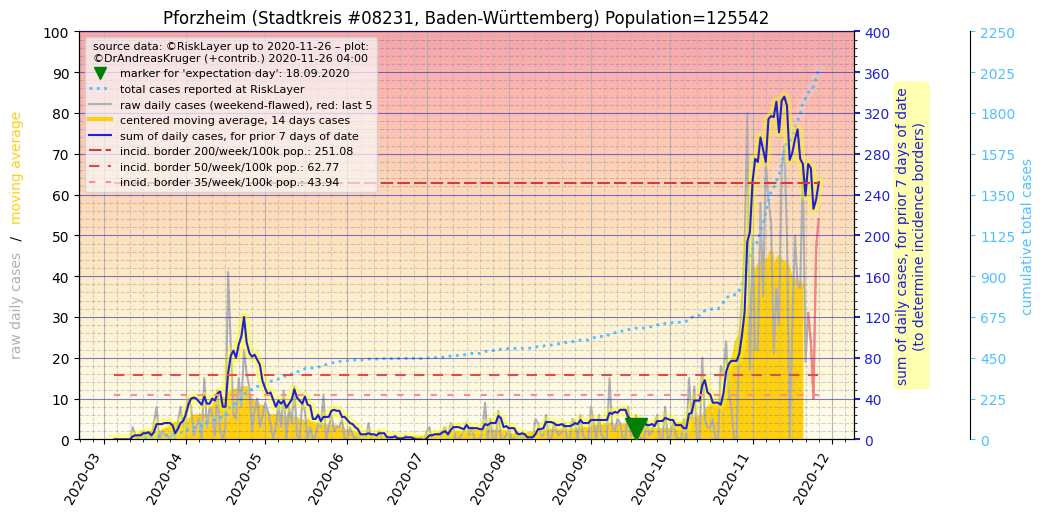 Pforzheim (Stadtkreis #08231, Baden-Württemberg) Population=125542
source data: ©RiskLayer up to 2020-11-26 – plot:
©DrAndreasKruger (+contrib.) 2020-11-26 04:00
marker for 'expectation day': 18.09.2020
total cases reported at RiskLayer
raw daily cases (weekend-flawed), red: last 5
centered moving average, 14 days cases
sum of daily cases, for prior 7 days of date
incid. border 200/week/100k pop.: 251.08
incid. border 50/week/100k pop.: 62.77
incid. border 35/week/100k pop.: 43.94
raw daily cases / moving average
100
90
80
70
60
50
40
30
20
10
0
2020-03
2020-04
2020-05
2020-06
2020-07
2020-08
2020-09
2020-10
2020-11
2020-12
400
360
320
280
240
200
160
120
80
40
0
sum of daily cases, for prior 7 days of date
(to determine incidence borders)
2250
2025
1800
1575
1350
1125
900
675
450
225
0
cumulative total cases